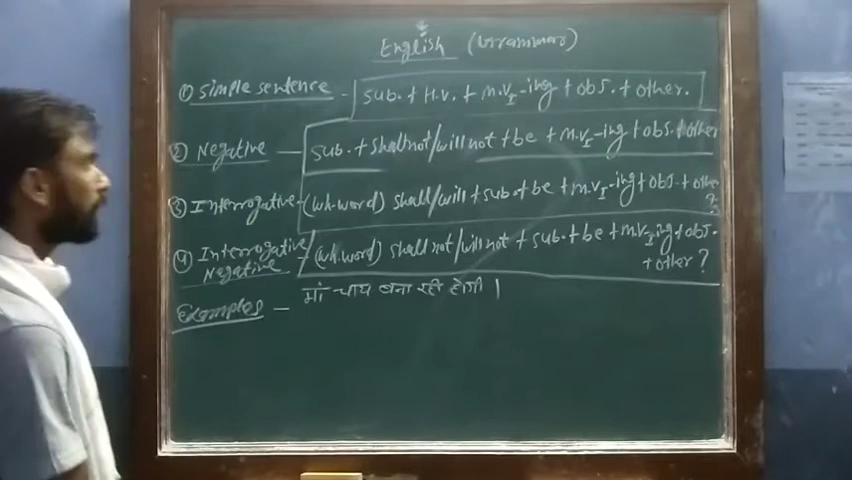 English (Grammar)
① Simple sentence - sub. + H.V. + M.V I -ing + obj. + other.
② Negative — sub. + shall not/will not + be + M.V I -ing + obj. + other
③ Interrogative - (wh-word) shall/will + sub + be + M.V I -ing + obj. + other ?
④ Interrogative/ - (wh.word) shall not/will not + sub. + be + M.V I -ing + obj.
Negative + other ?
Examples — मां चाय बना रही होगी ।